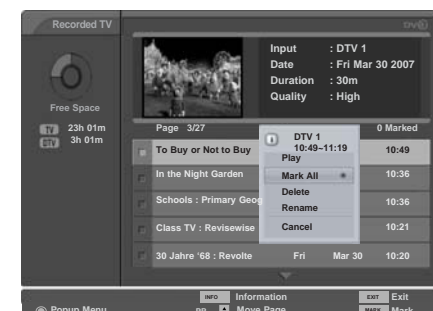 Recorded TV
DVR
Input : DTV 1
Date : Fri Mar 30 2007
Duration : 30m
Quality : High
Free Space
TV 23h 01m
DTV 3h 01m
Page 3/27
0 Marked
DTV 1
10:49~11:19
Play
Mark All
Delete
Rename
Cancel
To Buy or Not to Buy 10:49
In the Night Garden 10:36
Schools : Primary Geog 10:36
Class TV : Revisewise 10:21
30 Jahre ‘68 : Revolte Fri Mar 30 10:20
INFO Information EXIT Exit
Popup Menu PR Move Page MARK Mark